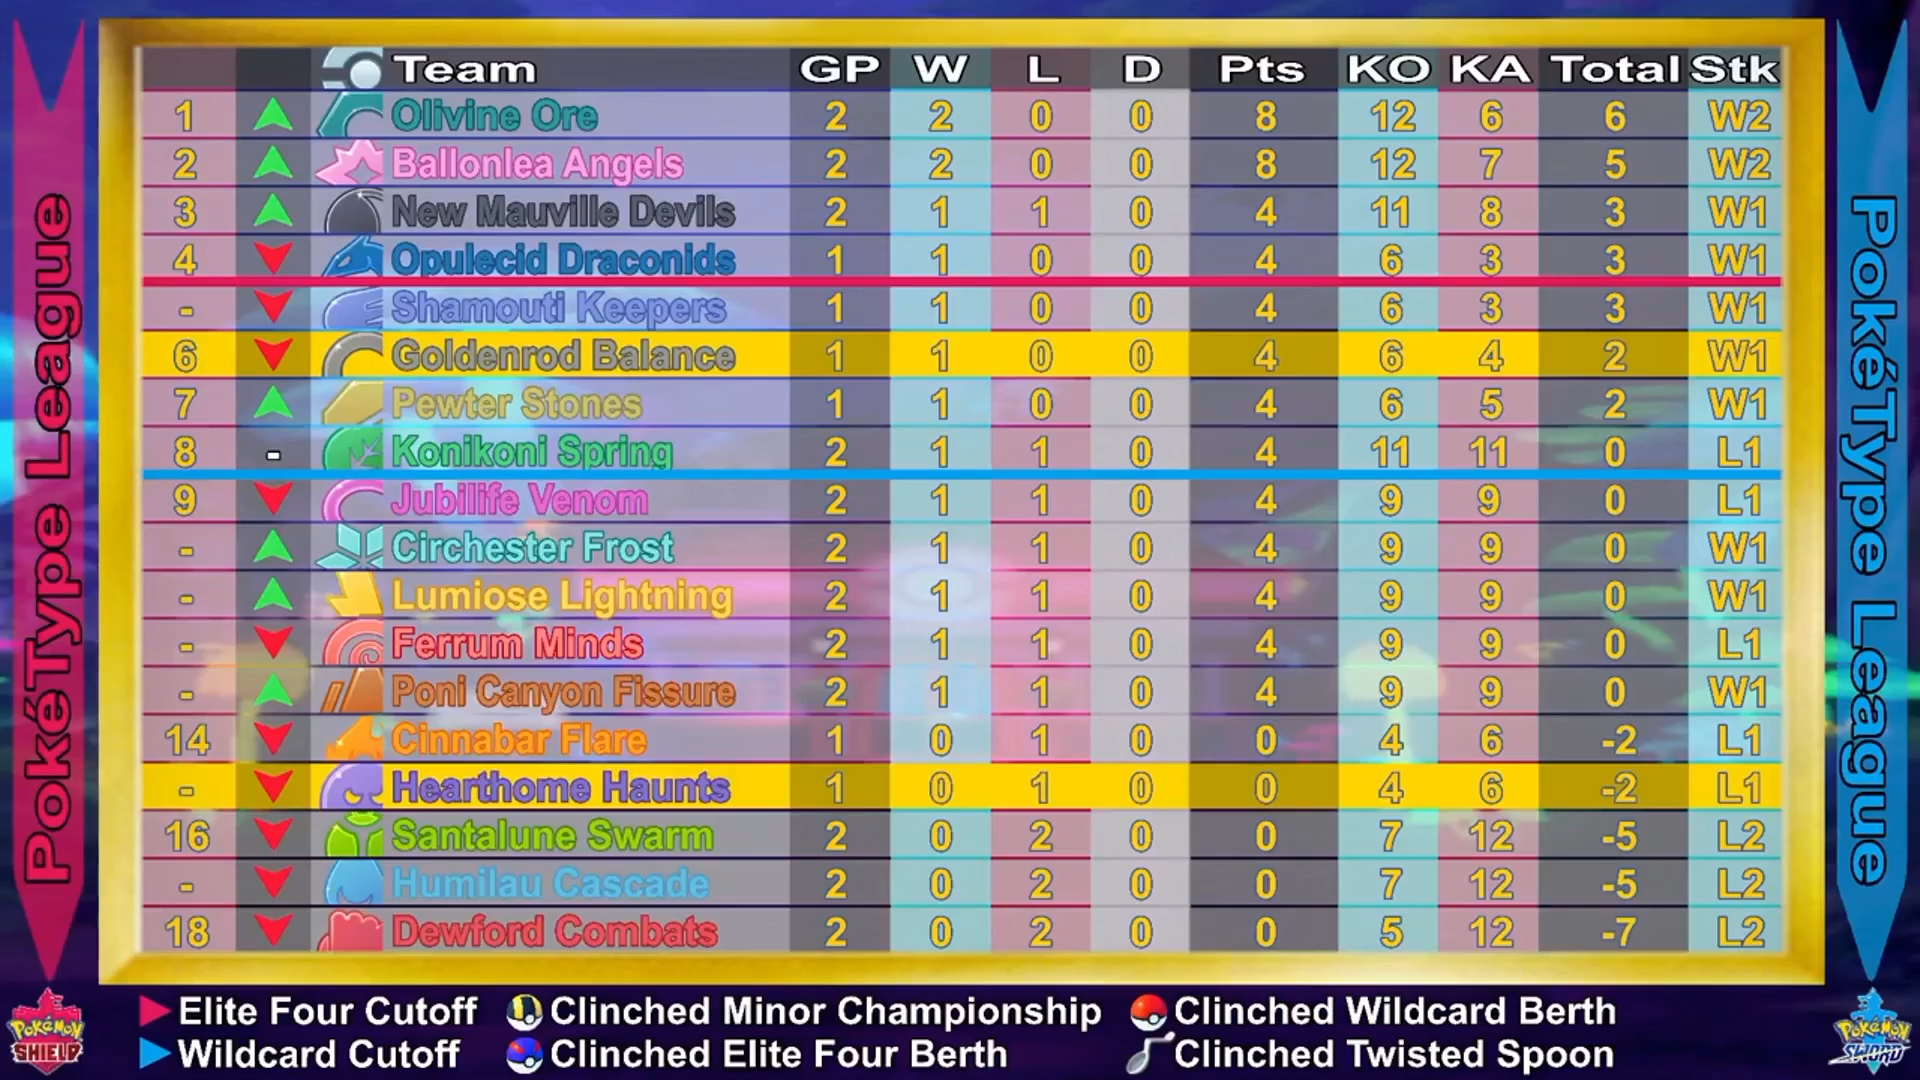 PokéType League
Team GP W L D Pts KO KA Total Stk
1 Olivine Ore 2 2 0 0 8 12 6 6 W2
2 Ballonlea Angels 2 2 0 0 8 12 7 5 W2
3 New Mauville Devils 2 1 1 0 4 11 8 3 W1
4 Opulecid Draconids 1 1 0 0 4 6 3 3 W1
- Shamouti Keepers 1 1 0 0 4 6 3 3 W1
6 Goldenrod Balance 1 1 0 0 4 6 4 2 W1
7 Pewter Stones 1 1 0 0 4 6 5 2 W1
8 - Konikoni Spring 2 1 1 0 4 11 11 0 L1
9 Jubilife Venom 2 1 1 0 4 9 9 0 L1
- Circhester Frost 2 1 1 0 4 9 9 0 W1
- Lumiose Lightning 2 1 1 0 4 9 9 0 W1
- Ferrum Minds 2 1 1 0 4 9 9 0 L1
- Poni Canyon Fissure 2 1 1 0 4 9 9 0 W1
14 Cinnabar Flare 1 0 1 0 0 4 6 -2 L1
- Hearthome Haunts 1 0 1 0 0 4 6 -2 L1
16 Santalune Swarm 2 0 2 0 0 7 12 -5 L2
- Humilau Cascade 2 0 2 0 0 7 12 -5 L2
18 Dewford Combats 2 0 2 0 0 5 12 -7 L2
PokéType League
Elite Four Cutoff Clinched Minor Championship Clinched Wildcard Berth
Wildcard Cutoff Clinched Elite Four Berth Clinched Twisted Spoon
POKéMON
SHIELD
POKéMON
SWORD